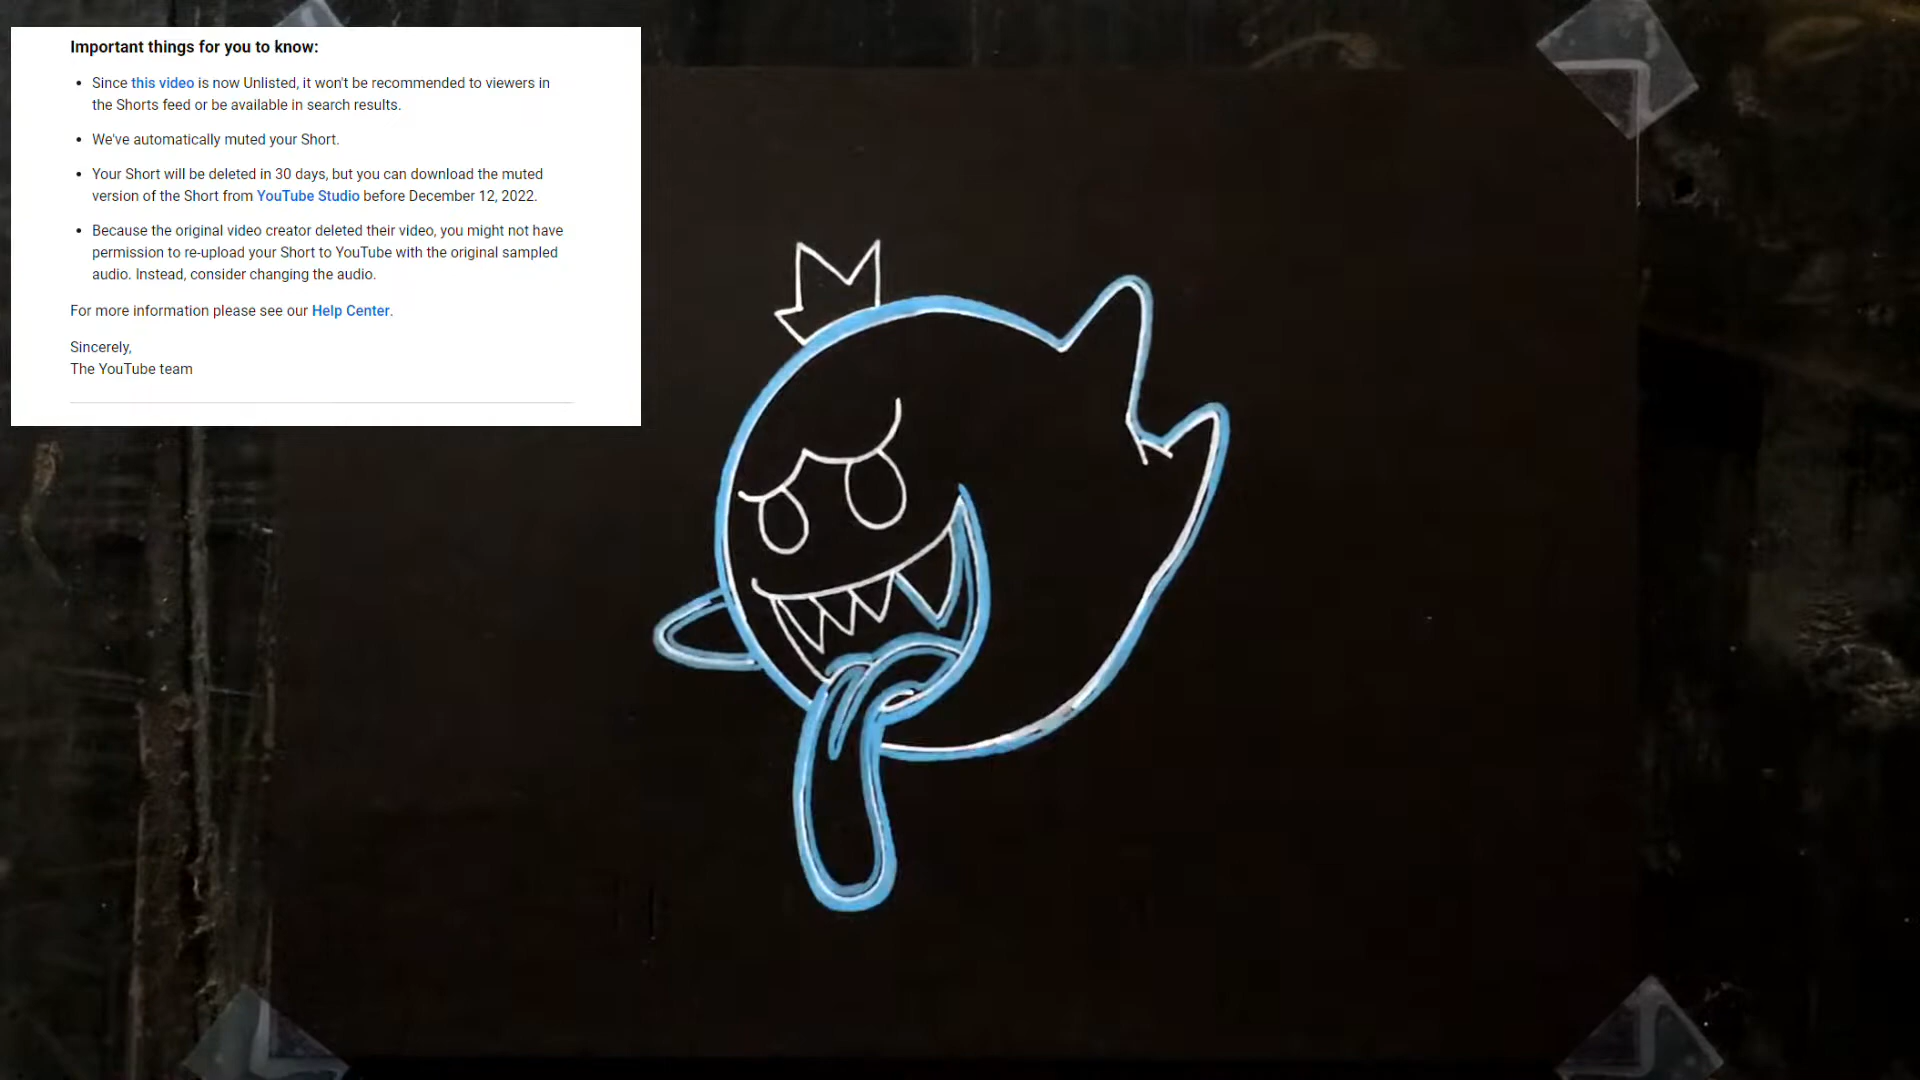 Important things for you to know:
• Since this video is now Unlisted, it won't be recommended to viewers in
the Shorts feed or be available in search results.
• We've automatically muted your Short.
• Your Short will be deleted in 30 days, but you can download the muted
version of the Short from YouTube Studio before December 12, 2022.
• Because the original video creator deleted their video, you might not have
permission to re-upload your Short to YouTube with the original sampled
audio. Instead, consider changing the audio.
For more information please see our Help Center.
Sincerely,
The YouTube team